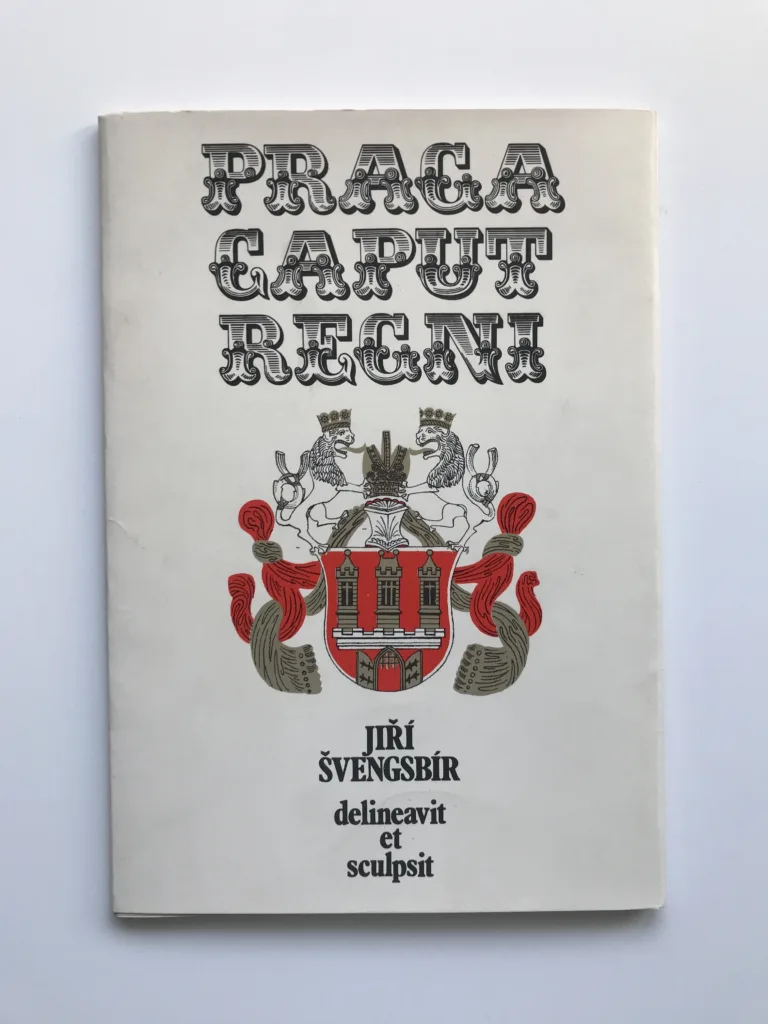 PRAGA
CAPUT
REGNI
JIŘÍ
ŠVENGSBÍR
delineavit
et
sculpsit